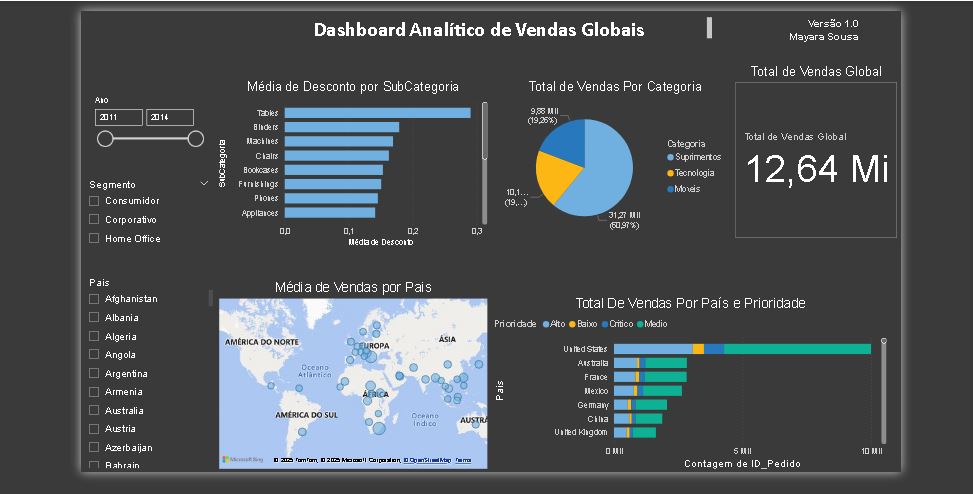 Dashboard Analítico de Vendas Globais
Versão 1.0
Mayara Sousa
Ano
2011
2014
Segmento
Consumidor
Corporativo
Home Office
País
Afghanistan
Albania
Algeria
Angola
Argentina
Armenia
Australia
Austria
Azerbaijan
Bahrain
Média de Desconto por SubCategoria
SubCategoria
Tables
Binders
Machines
Chairs
Bookcases
Furnishings
Phones
Appliances
0,0
0,1
0,2
0,3
Média de Desconto
Total de Vendas Por Categoria
9,88 Mil
(19,26%)
10,1...
(19,...
31,27 Mil
(60,97%)
Categoria
Suprimentos
Tecnologia
Moveis
Total de Vendas Global
Total de Vendas Global
12,64 Mi
Média de Vendas por País
AMÉRICA DO NORTE
EUROPA
ÁSIA
Oceano
Atlântico
ÁFRICA
AMÉRICA DO SUL
Oceano
Índico
AUSTRA
Microsoft Bing
© 2025 TomTom, © 2025 Microsoft Corporation, © OpenStreetMap Terms
Total De Vendas Por País e Prioridade
Prioridade
Alto
Baixo
Crítico
Medio
País
United States
Australia
France
Mexico
Germany
China
United Kingdom
0 Mil
5 Mil
10 Mil
Contagem de ID_Pedido